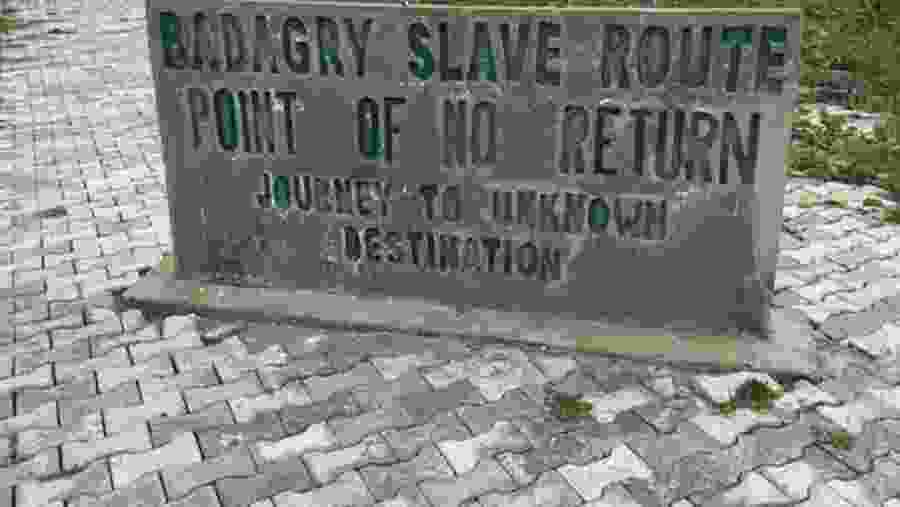 BADAGRY SLAVE ROUTE
POINT OF NO RETURN
JOURNEY TO UNKNOWN
DESTINATION